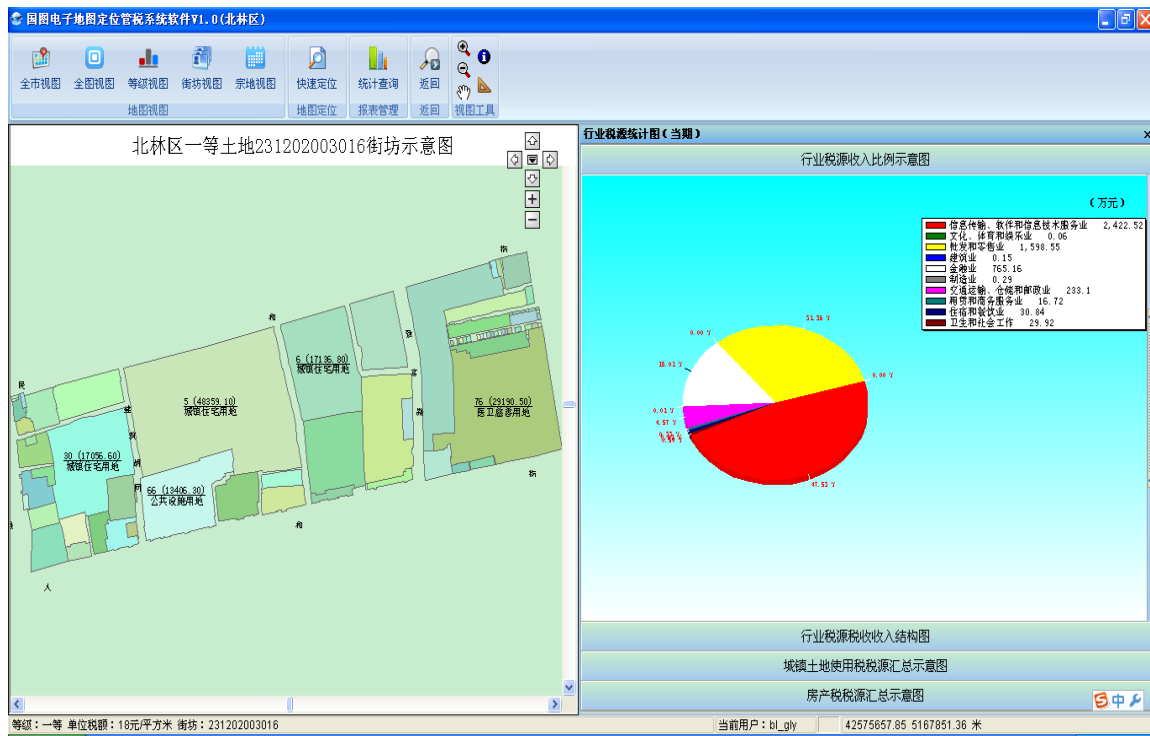 国图电子地图定位管税系统软件V1.0(北林区)
全市视图 全图视图 等级视图 街坊视图 宗地视图 快速定位 统计查询 返回
地图视图 地图定位 报表管理 返回 视图工具
北林区一等土地231202003016街坊示意图
街
和
致
富
民
6 (17136.80)
城镇住宅用地
5 (48359.10)
城镇住宅用地
76 (29190.50)
医卫慈善用地
30 (17056.60)
城镇住宅用地
胡
同
66 (13406.30)
公共设施用地
街
和
人
行业税源统计图(当期)
行业税源收入比例示意图
(万元)
信息传输、软件和信息技术服务业 2,422.52
文化、体育和娱乐业 0.06
批发和零售业 1,598.55
建筑业 0.15
金融业 765.16
制造业 0.29
交通运输、仓储和邮政业 233.1
租赁和商务服务业 16.72
住宿和餐饮业 30.84
卫生和社会工作 29.92
31.36 %
0.00 %
15.01 %
0.00 %
0.01 %
4.57 %
47.53 %
行业税源税收收入结构图
城镇土地使用税税源汇总示意图
房产税税源汇总示意图
中
等级：一等 单位税额：18元/平方米 街坊：231202003016
当前用户：bl_gly
42575657.85 5167851.36 米